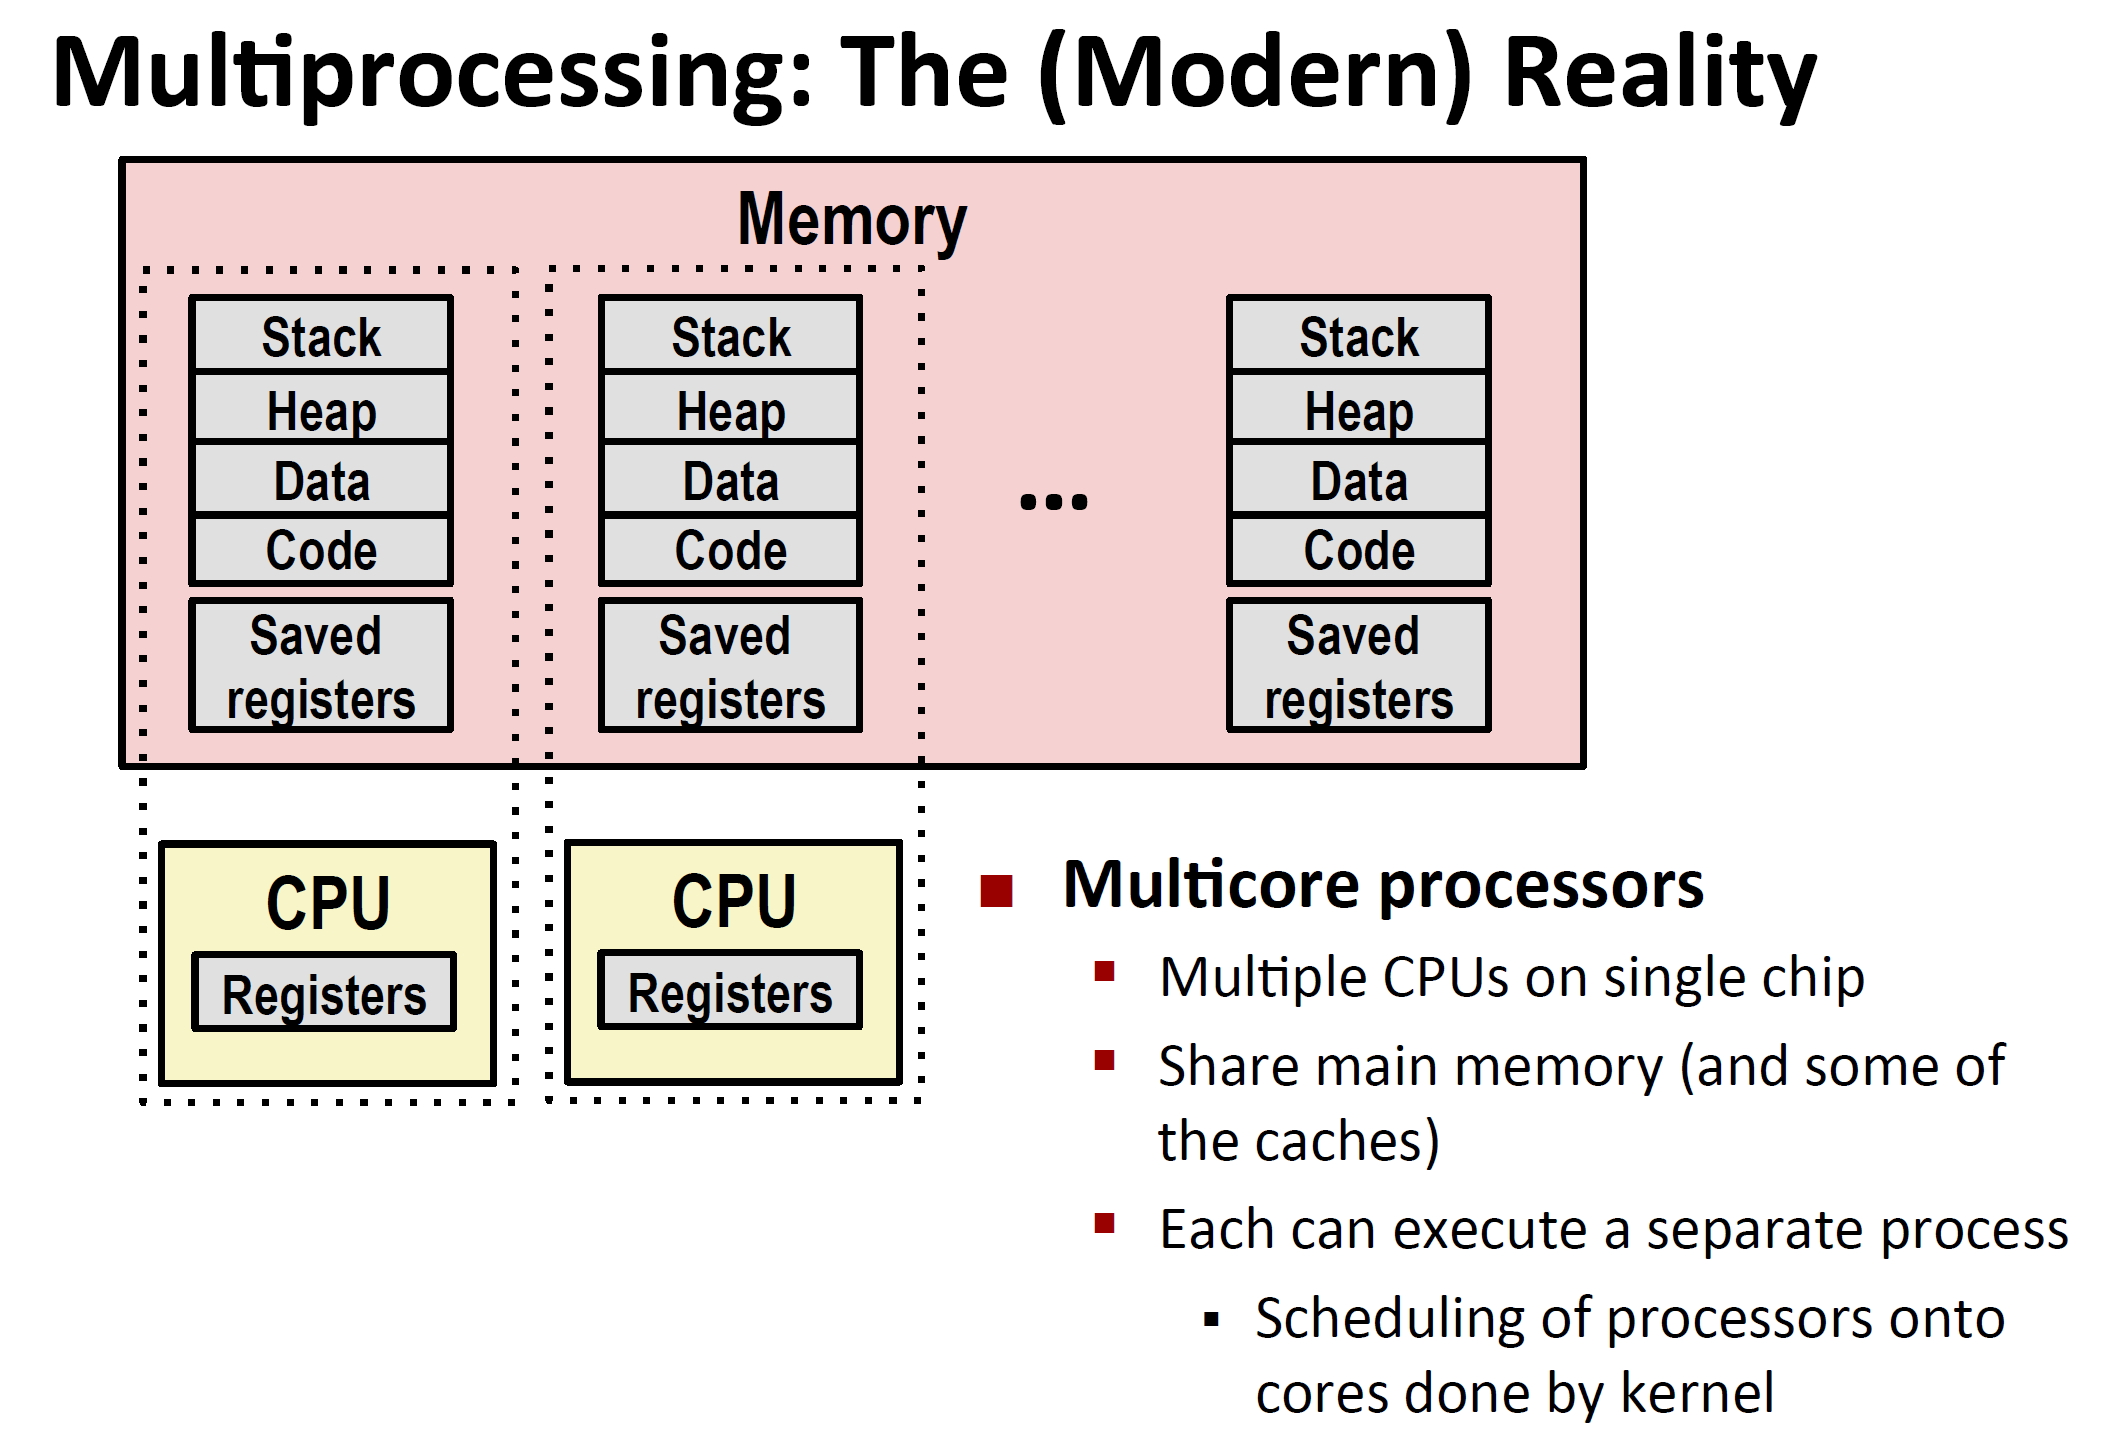 Multiprocessing: The (Modern) Reality
Memory
Stack
Heap
Data
Code
Saved
registers
Stack
Heap
Data
Code
Saved
registers
...
Stack
Heap
Data
Code
Saved
registers
CPU
Registers
CPU
Registers
Multicore processors
Multiple CPUs on single chip
Share main memory (and some of
the caches)
Each can execute a separate process
Scheduling of processors onto
cores done by kernel